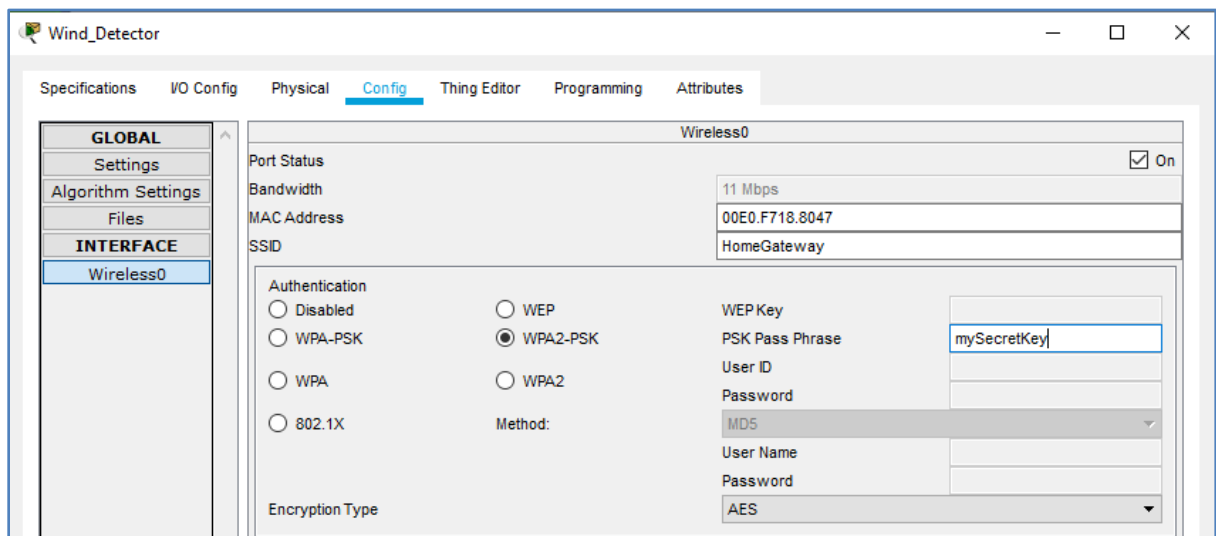 Wind_Detector
Specifications I/O Config Physical Config Thing Editor Programming Attributes
GLOBAL
Settings
Algorithm Settings
Files
INTERFACE
Wireless0
Wireless0
Port Status On
Bandwidth 11 Mbps
MAC Address 00E0.F718.8047
SSID HomeGateway
Authentication
Disabled WEP WEP Key
WPA-PSK WPA2-PSK PSK Pass Phrase mySecretKey
User ID
WPA WPA2
Password
802.1X Method: MD5
User Name
Password
Encryption Type AES